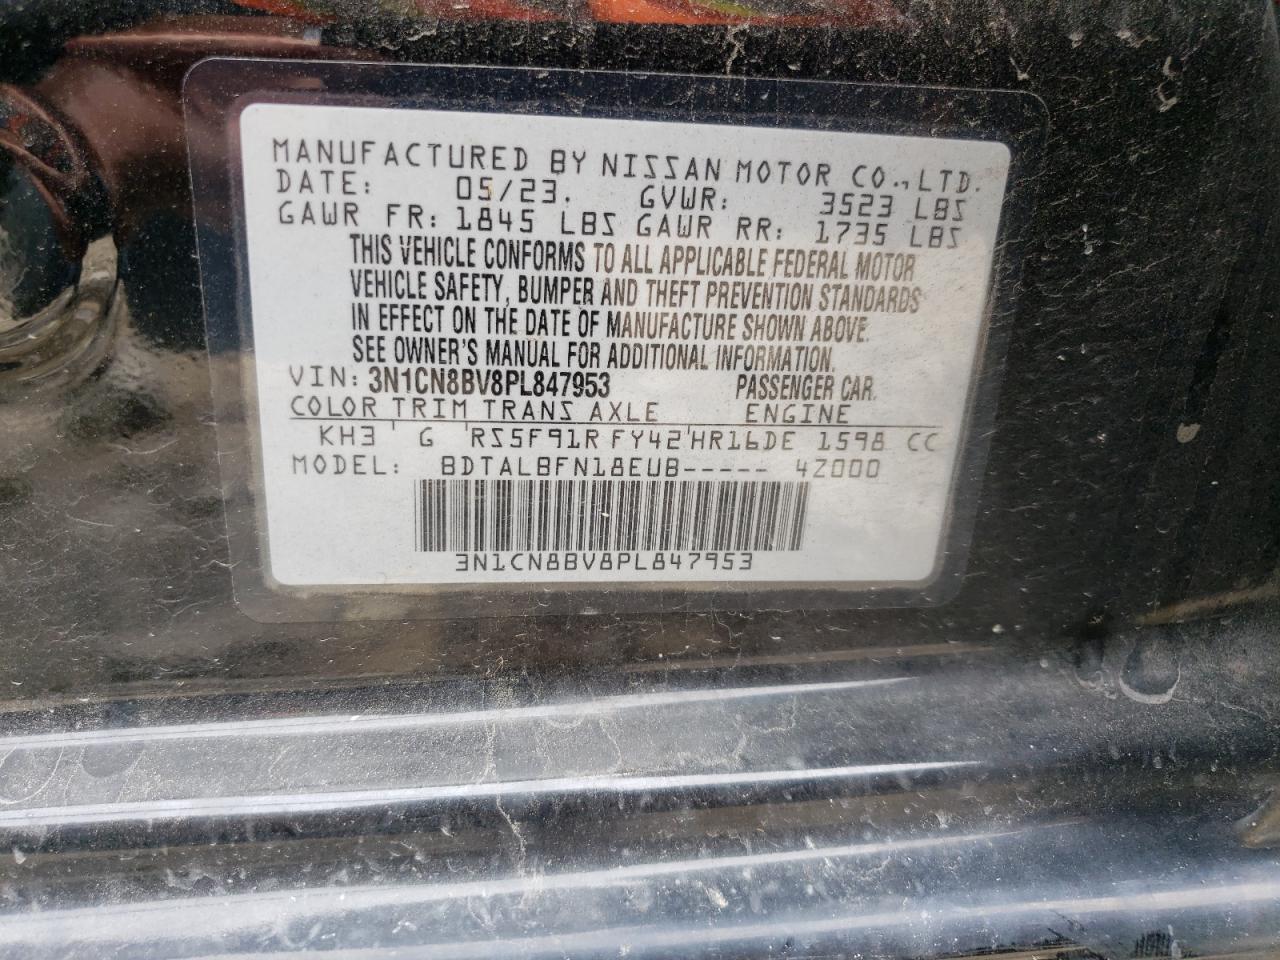 MANUFACTURED BY NISSAN MOTOR CO., LTD.
DATE: 05/23. GVWR: 3523 LBS
GAWR FR: 1845 LBS GAWR RR: 1735 LBS
THIS VEHICLE CONFORMS TO ALL APPLICABLE FEDERAL MOTOR
VEHICLE SAFETY, BUMPER AND THEFT PREVENTION STANDARDS
IN EFFECT ON THE DATE OF MANUFACTURE SHOWN ABOVE.
SEE OWNER'S MANUAL FOR ADDITIONAL INFORMATION.
VIN: 3N1CN8BV8PL847953 PASSENGER CAR.
COLOR TRIM TRANS AXLE ENGINE
KH3 ' G ' RS5F91R FY42 ' HR16DE 1598 CC
MODEL: BDTALBFN18EUB----- 4Z000
3N1CN8BV8PL847953